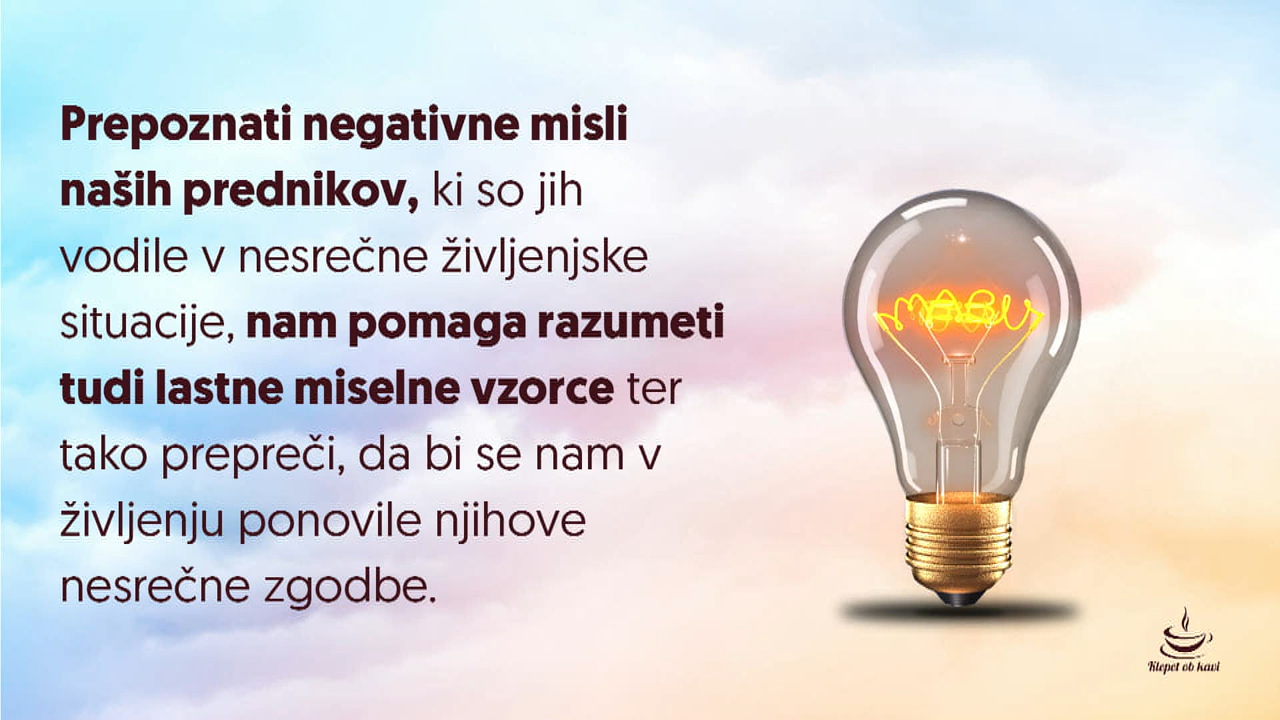 Prepoznati negativne misli
naših prednikov, ki so jih
vodile v nesrečne življenjske
situacije, nam pomaga razumeti
tudi lastne miselne vzorce ter
tako prepreči, da bi se nam v
življenju ponovile njihove
nesrečne zgodbe.
MABU
Klepet ob kavi